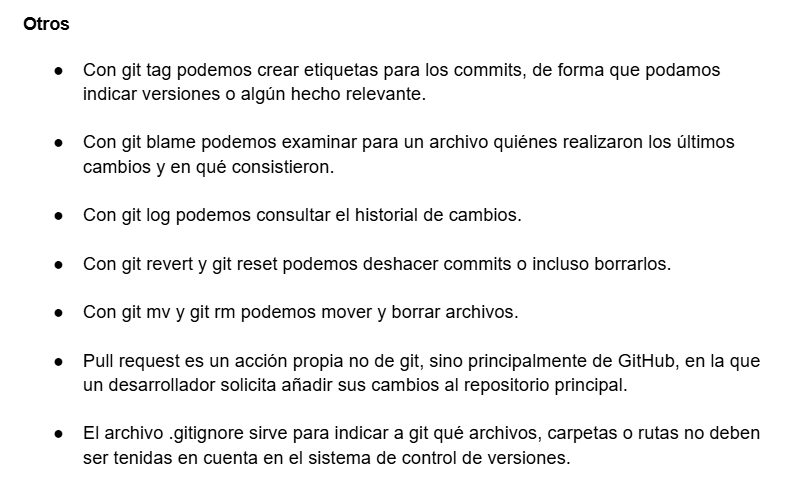 Otros
● Con git tag podemos crear etiquetas para los commits, de forma que podamos
indicar versiones o algún hecho relevante.
● Con git blame podemos examinar para un archivo quiénes realizaron los últimos
cambios y en qué consistieron.
● Con git log podemos consultar el historial de cambios.
● Con git revert y git reset podemos deshacer commits o incluso borrarlos.
● Con git mv y git rm podemos mover y borrar archivos.
● Pull request es un acción propia no de git, sino principalmente de GitHub, en la que
un desarrollador solicita añadir sus cambios al repositorio principal.
● El archivo .gitignore sirve para indicar a git qué archivos, carpetas o rutas no deben
ser tenidas en cuenta en el sistema de control de versiones.